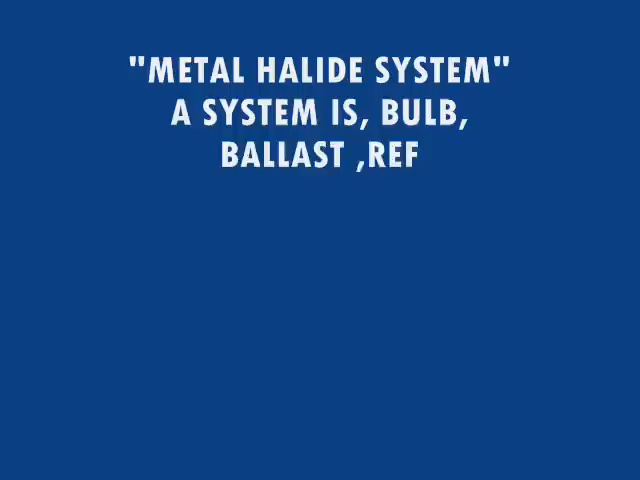 "METAL HALIDE SYSTEM"
A SYSTEM IS, BULB,
BALLAST ,REF